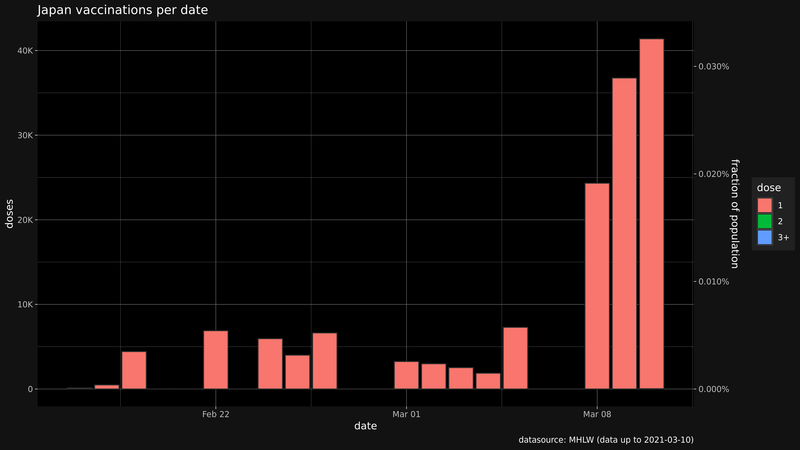 Japan vaccinations per date
40K
30K
20K
10K
0
doses
0.030%
0.020%
0.010%
0.000%
fraction of population
dose
1
2
3+
Feb 22
Mar 01
Mar 08
date
datasource: MHLW (data up to 2021-03-10)